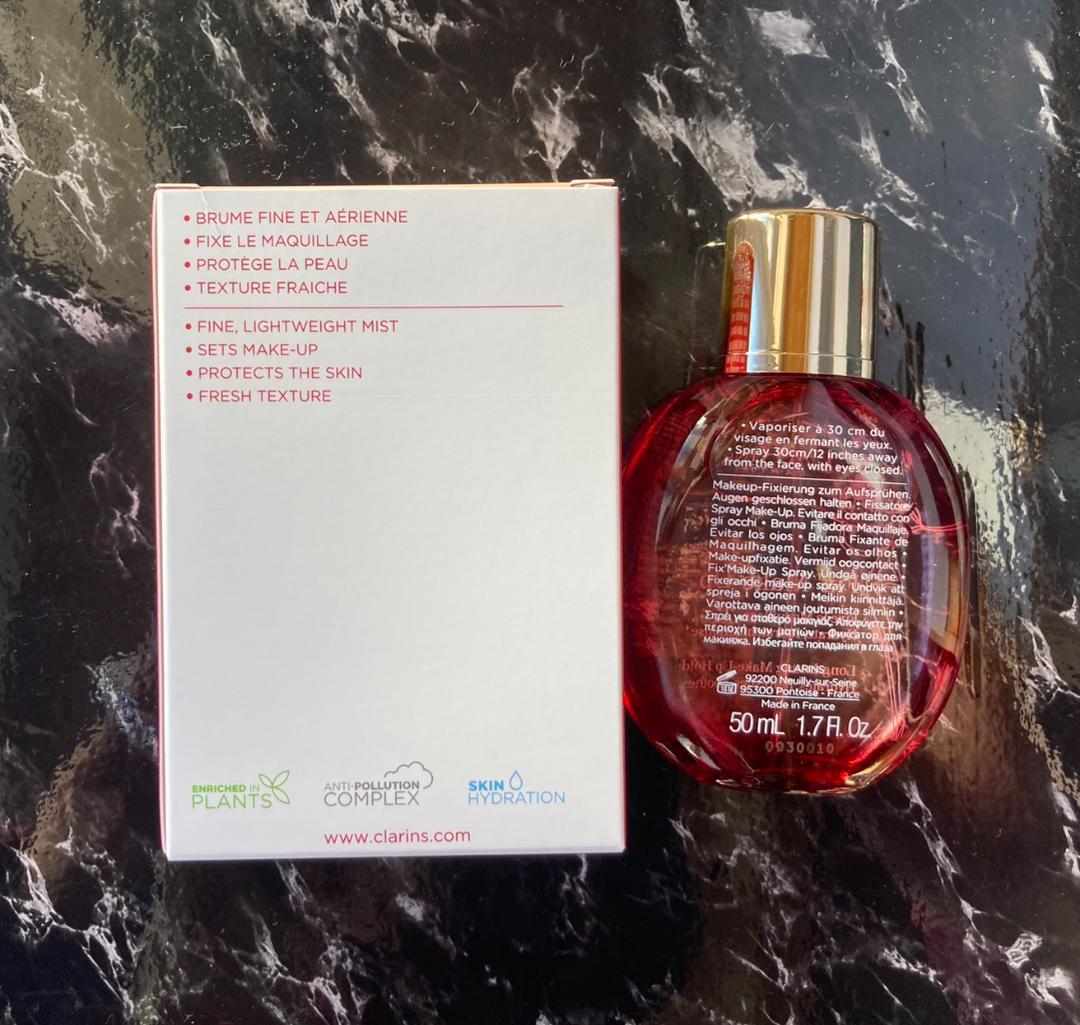 • BRUME FINE ET AÉRIENNE
• FIXE LE MAQUILLAGE
• PROTÈGE LA PEAU
• TEXTURE FRAICHE
• FINE, LIGHTWEIGHT MIST
• SETS MAKE-UP
• PROTECTS THE SKIN
• FRESH TEXTURE
ENRICHED IN
PLANTS
ANTI-POLLUTION
COMPLEX
SKIN
HYDRATION
www.clarins.com
• Vaporiser à 30 cm du
visage en fermant les yeux.
• Spray 30cm/12 inches away
from the face, with eyes closed.
Makeup-Fixierung zum Aufsprühen.
Augen geschlossen halten • Fissatore
Spray Make-Up. Evitare il contatto con
gli occhi • Bruma Fijadora Maquillaje.
Evitar los ojos • Bruma Fixante de
Maquilhagem. Evitar os olhos •
Make-upfixatie. Vermijd oogcontact •
Fix'Make-Up Spray. Undgå øjnene •
Fixerande make-up spray. Undvik att
spreja i ögonen • Meikin kiinnittäjä.
Varottava aineen joutumista silmiin •
Σπρέι για σταθερό μακιγιάζ. Αποφύγετε την
περιοχή των ματιών • Фиксатор для
макияжа. Избегайте попадания в глаза
CLARINS
92200 Neuilly-sur-Seine
95300 Pontoise - France
Made in France
50 mL 1.7 Fl. Oz.
0930010